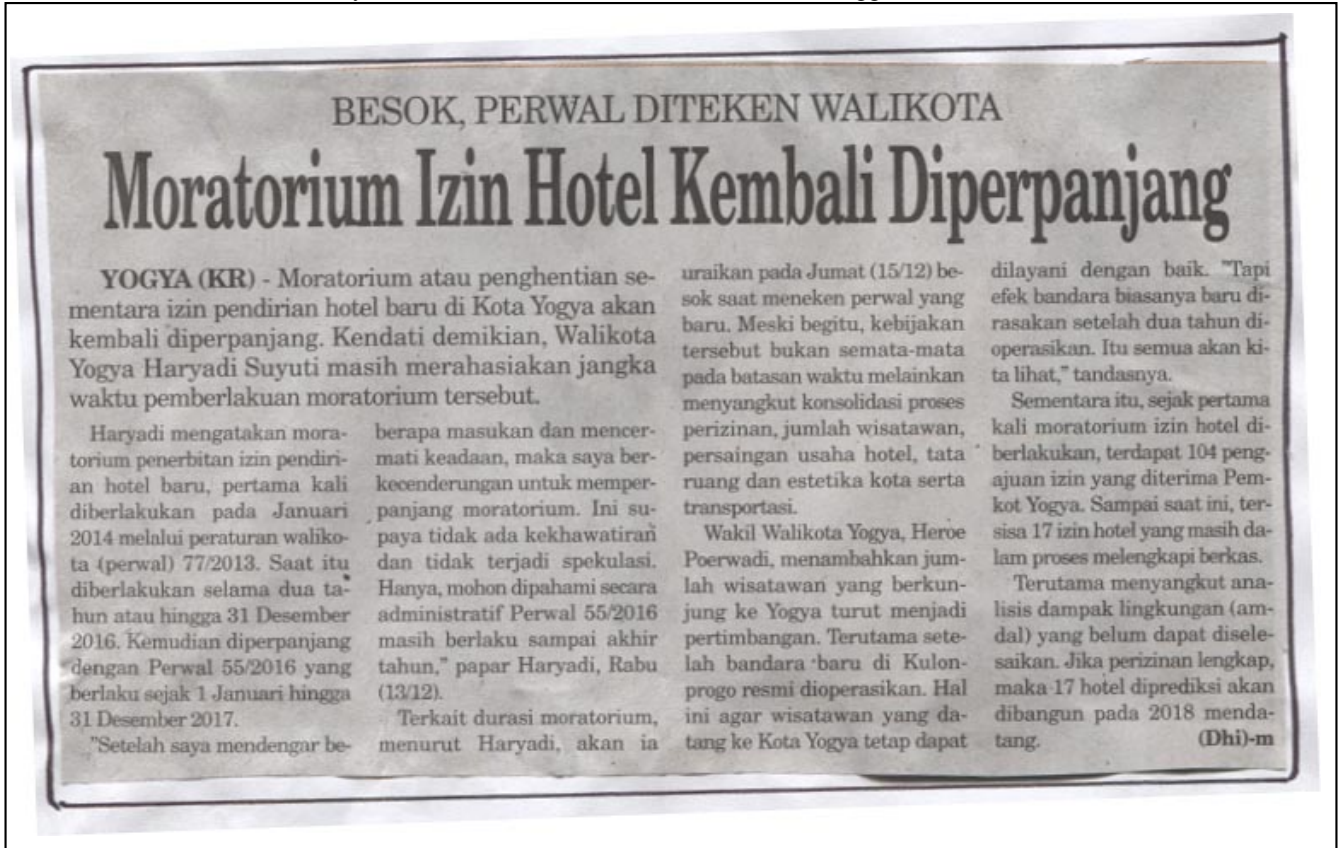 BESOK, PERWAL DITEKEN WALIKOTA
Moratorium Izin Hotel Kembali Diperpanjang
YOGYA (KR) - Moratorium atau penghentian se-
mentara izin pendirian hotel baru di Kota Yogya akan
kembali diperpanjang. Kendati demikian, Walikota
Yogya Haryadi Suyuti masih merahasiakan jangka
waktu pemberlakuan moratorium tersebut.
Haryadi mengatakan mora-
torium penerbitan izin pendiri-
an hotel baru, pertama kali
diberlakukan pada Januari
2014 melalui peraturan waliko-
ta (perwal) 77/2013. Saat itu
diberlakukan selama dua ta-
hun atau hingga 31 Desember
2016. Kemudian diperpanjang
dengan Perwal 55/2016 yang
berlaku sejak 1 Januari hingga
31 Desember 2017.
"Setelah saya mendengar be-
berapa masukan dan mencer-
mati keadaan, maka saya ber-
kecenderungan untuk memper-
panjang moratorium. Ini su-
paya tidak ada kekhawatiran
dan tidak terjadi spekulasi.
Hanya, mohon dipahami secara
administratif Perwal 55/2016
masih berlaku sampai akhir
tahun," papar Haryadi, Rabu
(13/12).
Terkait durasi moratorium,
menurut Haryadi, akan ia
uraikan pada Jumat (15/12) be-
sok saat meneken perwal yang
baru. Meski begitu, kebijakan
tersebut bukan semata-mata
pada batasan waktu melainkan
menyangkut konsolidasi proses
perizinan, jumlah wisatawan,
persaingan usaha hotel, tata
ruang dan estetika kota serta
transportasi.
Wakil Walikota Yogya, Heroe
Poerwadi, menambahkan jum-
lah wisatawan yang berkun-
jung ke Yogya turut menjadi
pertimbangan. Terutama sete-
lah bandara baru di Kulon-
progo resmi dioperasikan. Hal
ini agar wisatawan yang da-
tang ke Kota Yogya tetap dapat
dilayani dengan baik. "Tapi
efek bandara biasanya baru di-
rasakan setelah dua tahun di-
operasikan. Itu semua akan ki-
ta lihat," tandasnya.
Sementara itu, sejak pertama
kali moratorium izin hotel di-
berlakukan, terdapat 104 peng-
ajuan izin yang diterima Pem-
kot Yogya. Sampai saat ini, ter-
sisa 17 izin hotel yang masih da-
lam proses melengkapi berkas.
Terutama menyangkut ana-
lisis dampak lingkungan (am-
dal) yang belum dapat disele-
saikan. Jika perizinan lengkap,
maka 17 hotel diprediksi akan
dibangun pada 2018 menda-
tang. (Dhi)-m